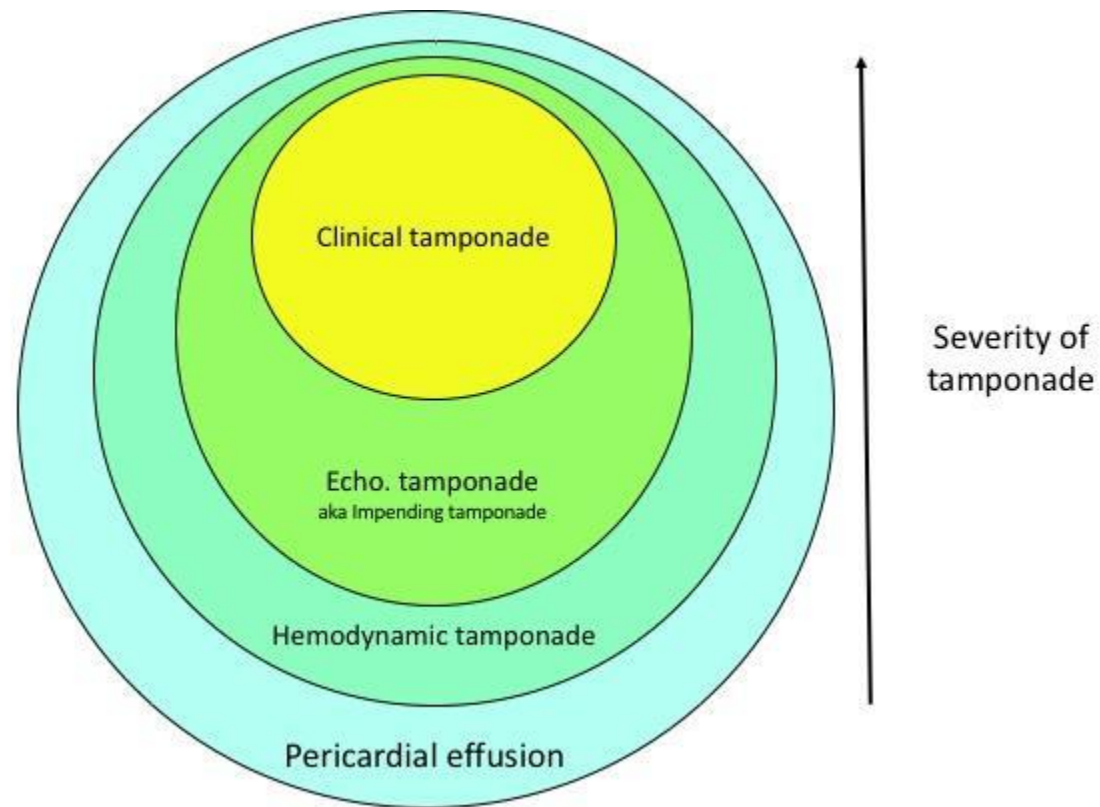 Clinical tamponade
Echo. tamponade
aka Impending tamponade
Hemodynamic tamponade
Pericardial effusion
Severity of
tamponade